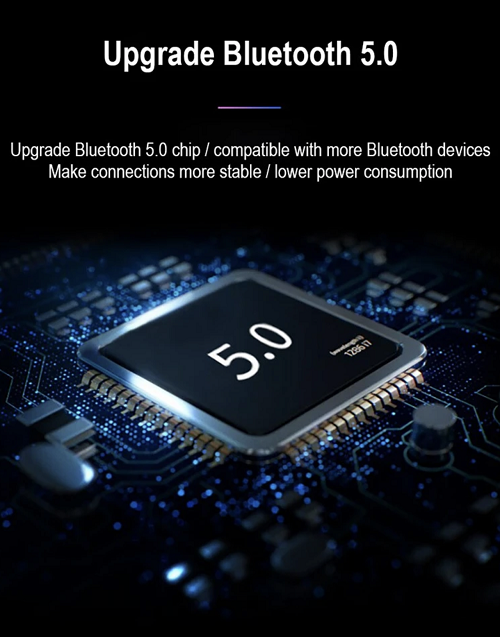 Upgrade Bluetooth 5.0
Upgrade Bluetooth 5.0 chip / compatible with more Bluetooth devices
Make connections more stable / lower power consumption
5.0
128617